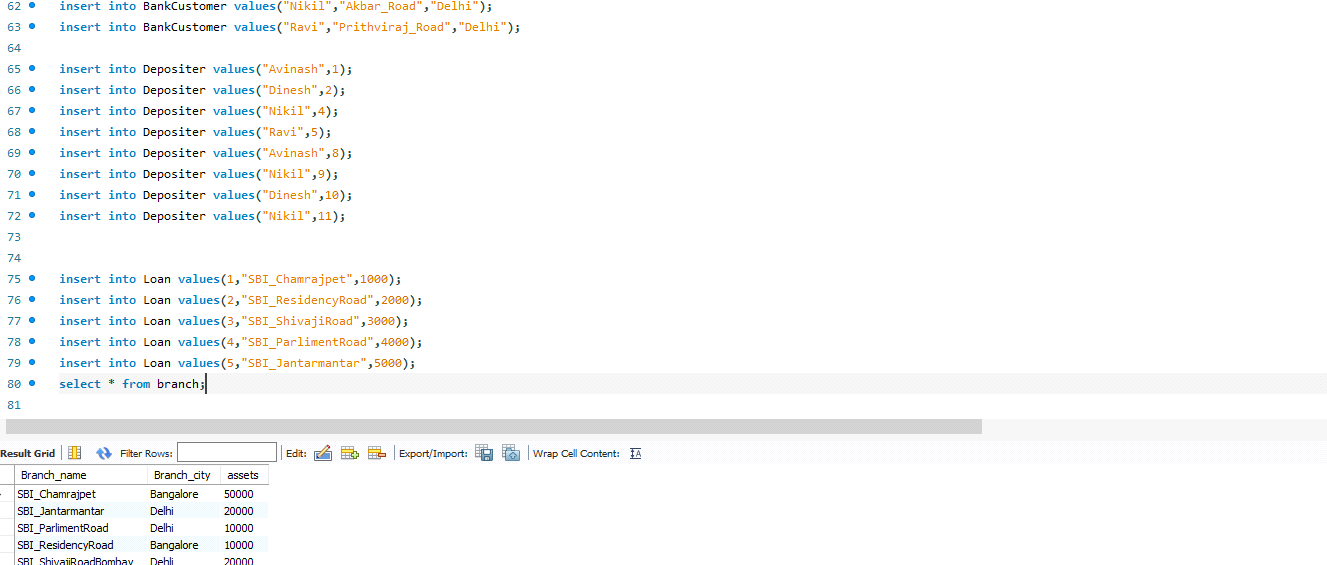 62 insert into BankCustomer values("Nikil","Akbar_Road","Delhi");
63 insert into BankCustomer values("Ravi","Prithviraj_Road","Delhi");
64
65 insert into Depositer values("Avinash",1);
66 insert into Depositer values("Dinesh",2);
67 insert into Depositer values("Nikil",4);
68 insert into Depositer values("Ravi",5);
69 insert into Depositer values("Avinash",8);
70 insert into Depositer values("Nikil",9);
71 insert into Depositer values("Dinesh",10);
72 insert into Depositer values("Nikil",11);
73
74
75 insert into Loan values(1,"SBI_Chamrajpet",1000);
76 insert into Loan values(2,"SBI_ResidencyRoad",2000);
77 insert into Loan values(3,"SBI_ShivajiRoad",3000);
78 insert into Loan values(4,"SBI_ParlimentRoad",4000);
79 insert into Loan values(5,"SBI_Jantarmantar",5000);
80 select * from branch;
81
Result Grid Filter Rows: Edit: Export/Import: Wrap Cell Content: IA
Branch_name Branch_city assets
SBI_Chamrajpet Bangalore 50000
SBI_Jantarmantar Delhi 20000
SBI_ParlimentRoad Delhi 10000
SBI_ResidencyRoad Bangalore 10000
SBI_ShivajiRoadBombay Dehli 20000